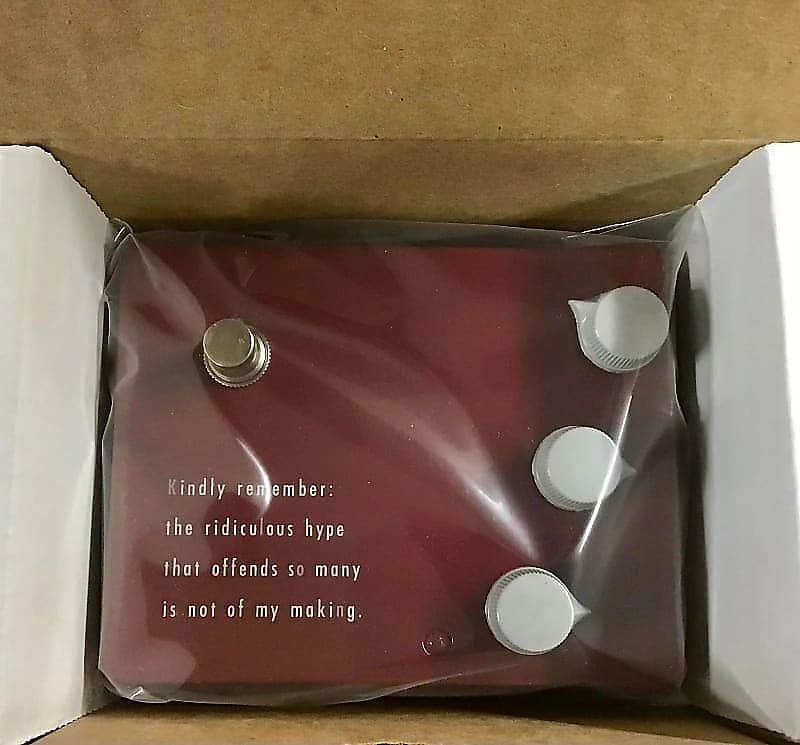 Kindly remember:
the ridiculous hype
that offends so many
is not of my making.